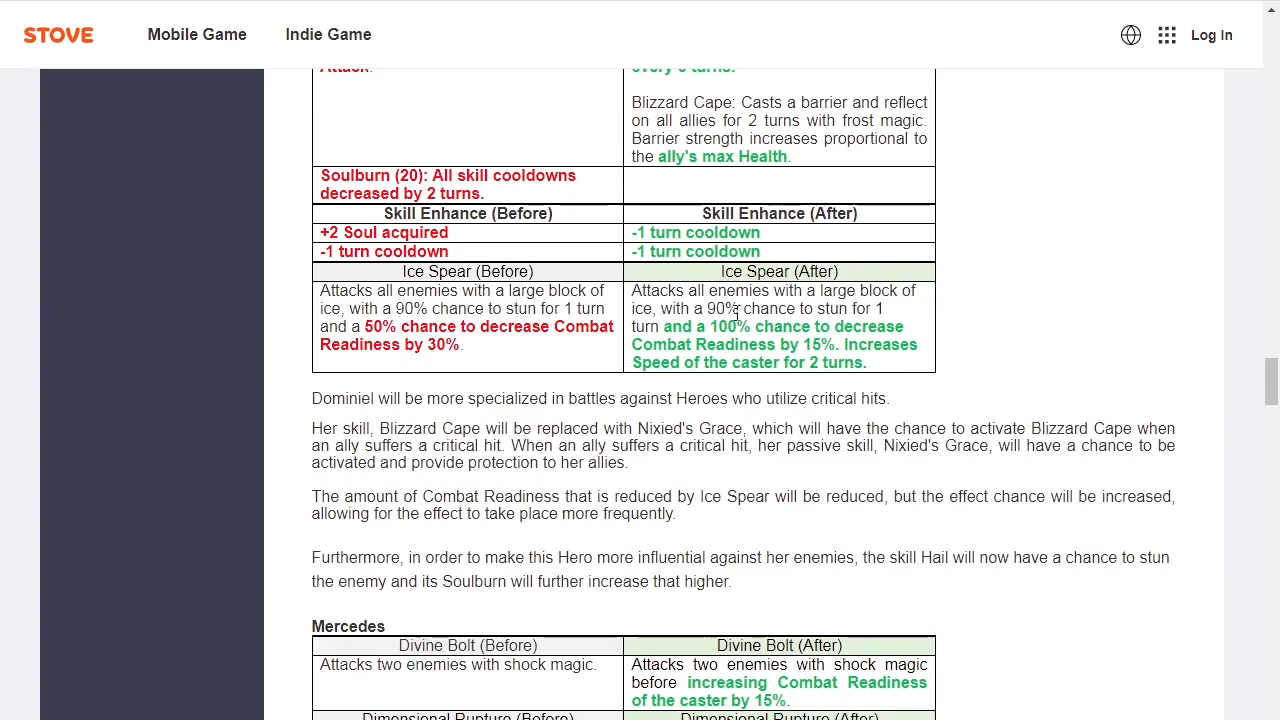 STOVE Mobile Game Indie Game Log In
Attack.
every 3 turns.
Blizzard Cape: Casts a barrier and reflect
on all allies for 2 turns with frost magic.
Barrier strength increases proportional to
the ally's max Health.
Soulburn (20): All skill cooldowns
decreased by 2 turns.
Skill Enhance (Before) Skill Enhance (After)
+2 Soul acquired -1 turn cooldown
-1 turn cooldown -1 turn cooldown
Ice Spear (Before) Ice Spear (After)
Attacks all enemies with a large block of
ice, with a 90% chance to stun for 1 turn
and a 50% chance to decrease Combat
Readiness by 30%.
Attacks all enemies with a large block of
ice, with a 90% chance to stun for 1
turn and a 100% chance to decrease
Combat Readiness by 15%. Increases
Speed of the caster for 2 turns.
Dominiel will be more specialized in battles against Heroes who utilize critical hits.
Her skill, Blizzard Cape will be replaced with Nixied's Grace, which will have the chance to activate Blizzard Cape when
an ally suffers a critical hit. When an ally suffers a critical hit, her passive skill, Nixied's Grace, will have a chance to be
activated and provide protection to her allies.
The amount of Combat Readiness that is reduced by Ice Spear will be reduced, but the effect chance will be increased,
allowing for the effect to take place more frequently.
Furthermore, in order to make this Hero more influential against her enemies, the skill Hail will now have a chance to stun
the enemy and its Soulburn will further increase that higher.
Mercedes
Divine Bolt (Before) Divine Bolt (After)
Attacks two enemies with shock magic.
Attacks two enemies with shock magic
before increasing Combat Readiness
of the caster by 15%.
Dimensional Rupture (Before) Dimensional Rupture (After)